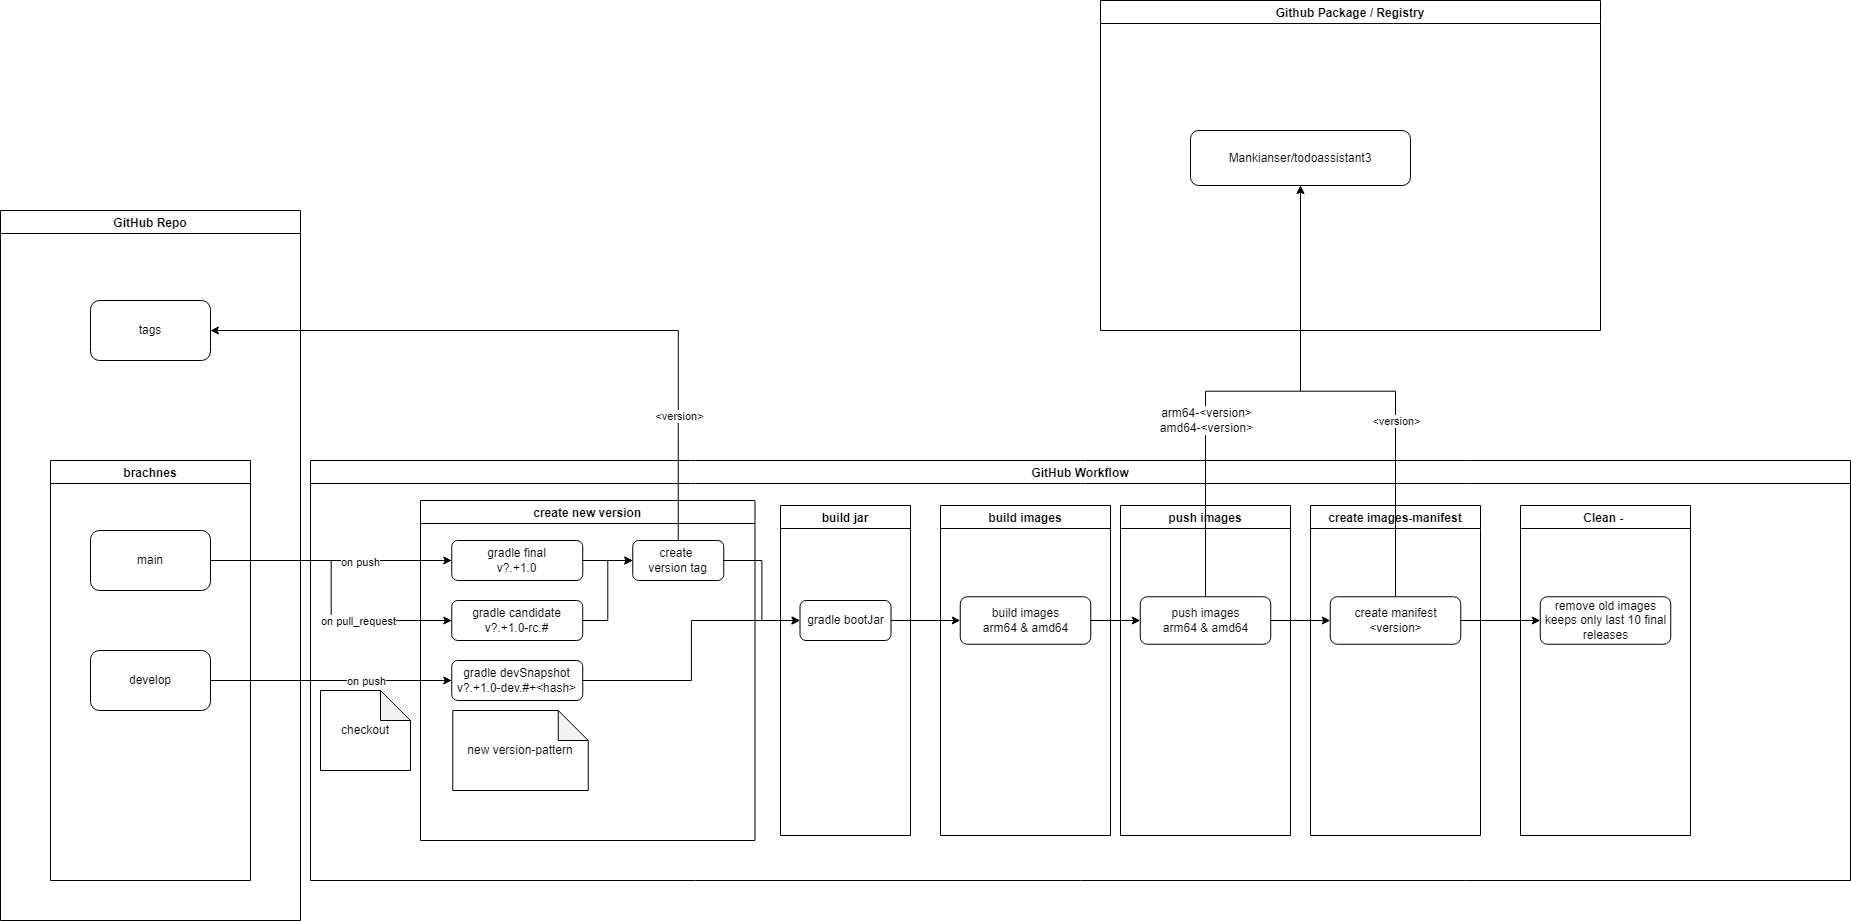 Github Package / Registry
Mankianser/todoassistant3
GitHub Repo
tags
<version>
arm64-<version>
amd64-<version>
<version>
brachnes
main
develop
GitHub Workflow
on push
on pull_request
on push
checkout
create new version
gradle final
v?.+1.0
create
version tag
gradle candidate
v?.+1.0-rc.#
gradle devSnapshot
v?.+1.0-dev.#+<hash>
new version-pattern
build jar
gradle bootJar
build images
build images
arm64 & amd64
push images
push images
arm64 & amd64
create images-manifest
create manifest
<version>
Clean -
remove old images
keeps only last 10 final
releases